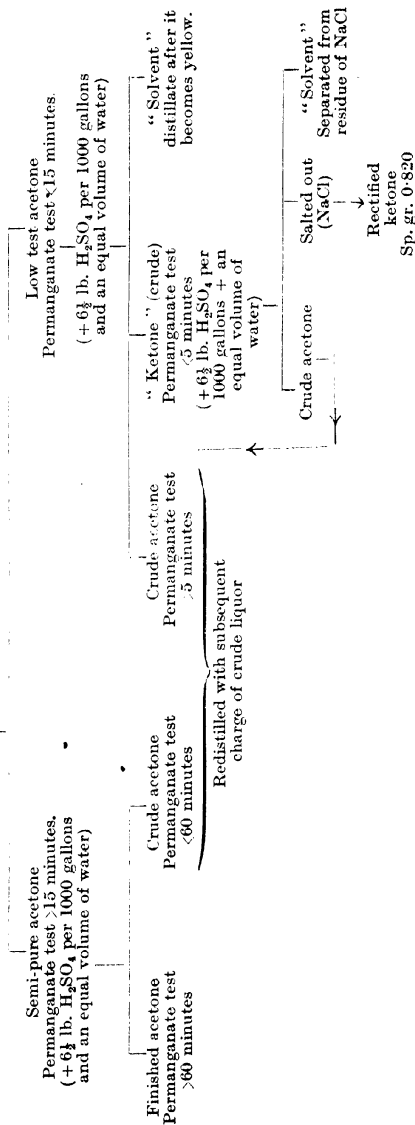 Semi-pure acetone
Permanganate test >15 minutes.
(+6½ lb. H₂SO₄ per 1000 gallons
and an equal volume of water)
Low test acetone
Permanganate test <15 minutes.
(+6½ lb. H₂SO₄ per 1000 gallons
and an equal volume of water)
Finished acetone
Permanganate test
>60 minutes
Crude acetone
Permanganate test
<60 minutes
Crude acetone
Permanganate test
>5 minutes
Redistilled with subsequent
charge of crude liquor
“ Ketone ” (crude)
Permanganate test
<5 minutes
(+6½ lb. H₂SO₄ per
1000 gallons + an
equal volume of
water)
“ Solvent ”
distillate after it
becomes yellow.
Crude acetone
Salted out
(NaCl)
Rectified
ketone
Sp. gr. 0·820
“ Solvent ”
Separated from
residue of NaCl